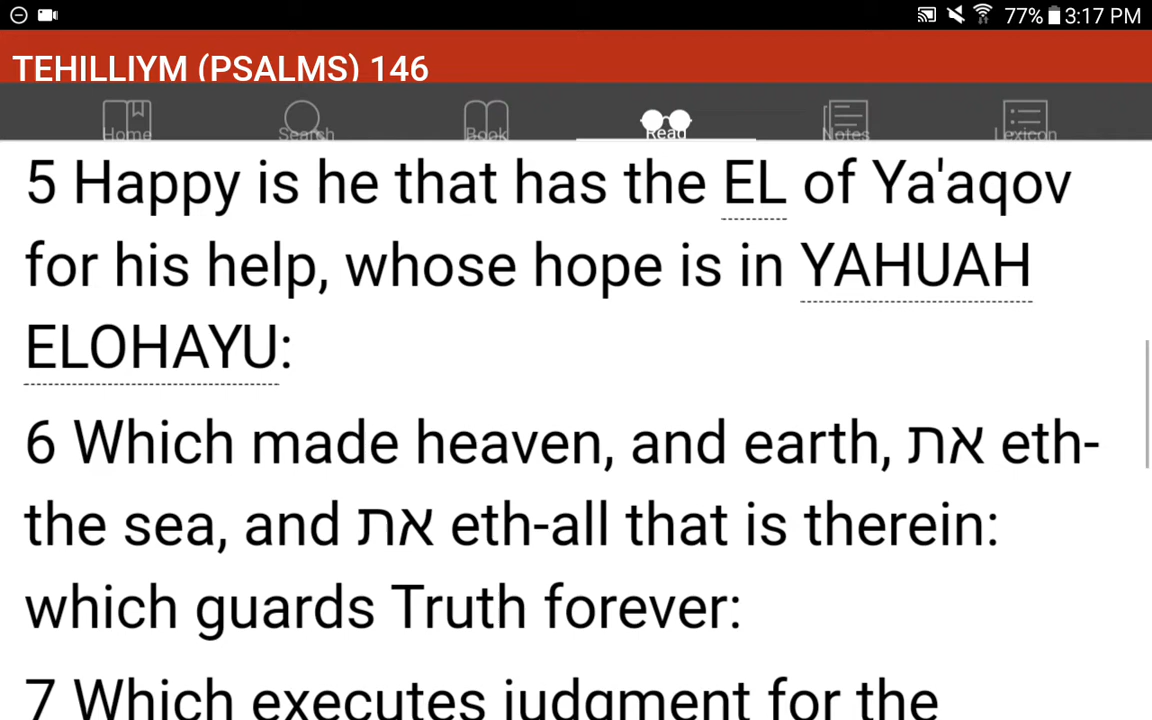 77% 3:17 PM
TEHILLIYM (PSALMS) 146
Home Search Book Read Notes Lexicon
5 Happy is he that has the EL of Ya'aqov
for his help, whose hope is in YAHUAH
ELOHAYU:
6 Which made heaven, and earth, את eth-
the sea, and את eth-all that is therein:
which guards Truth forever:
7 Which executes judgment for the